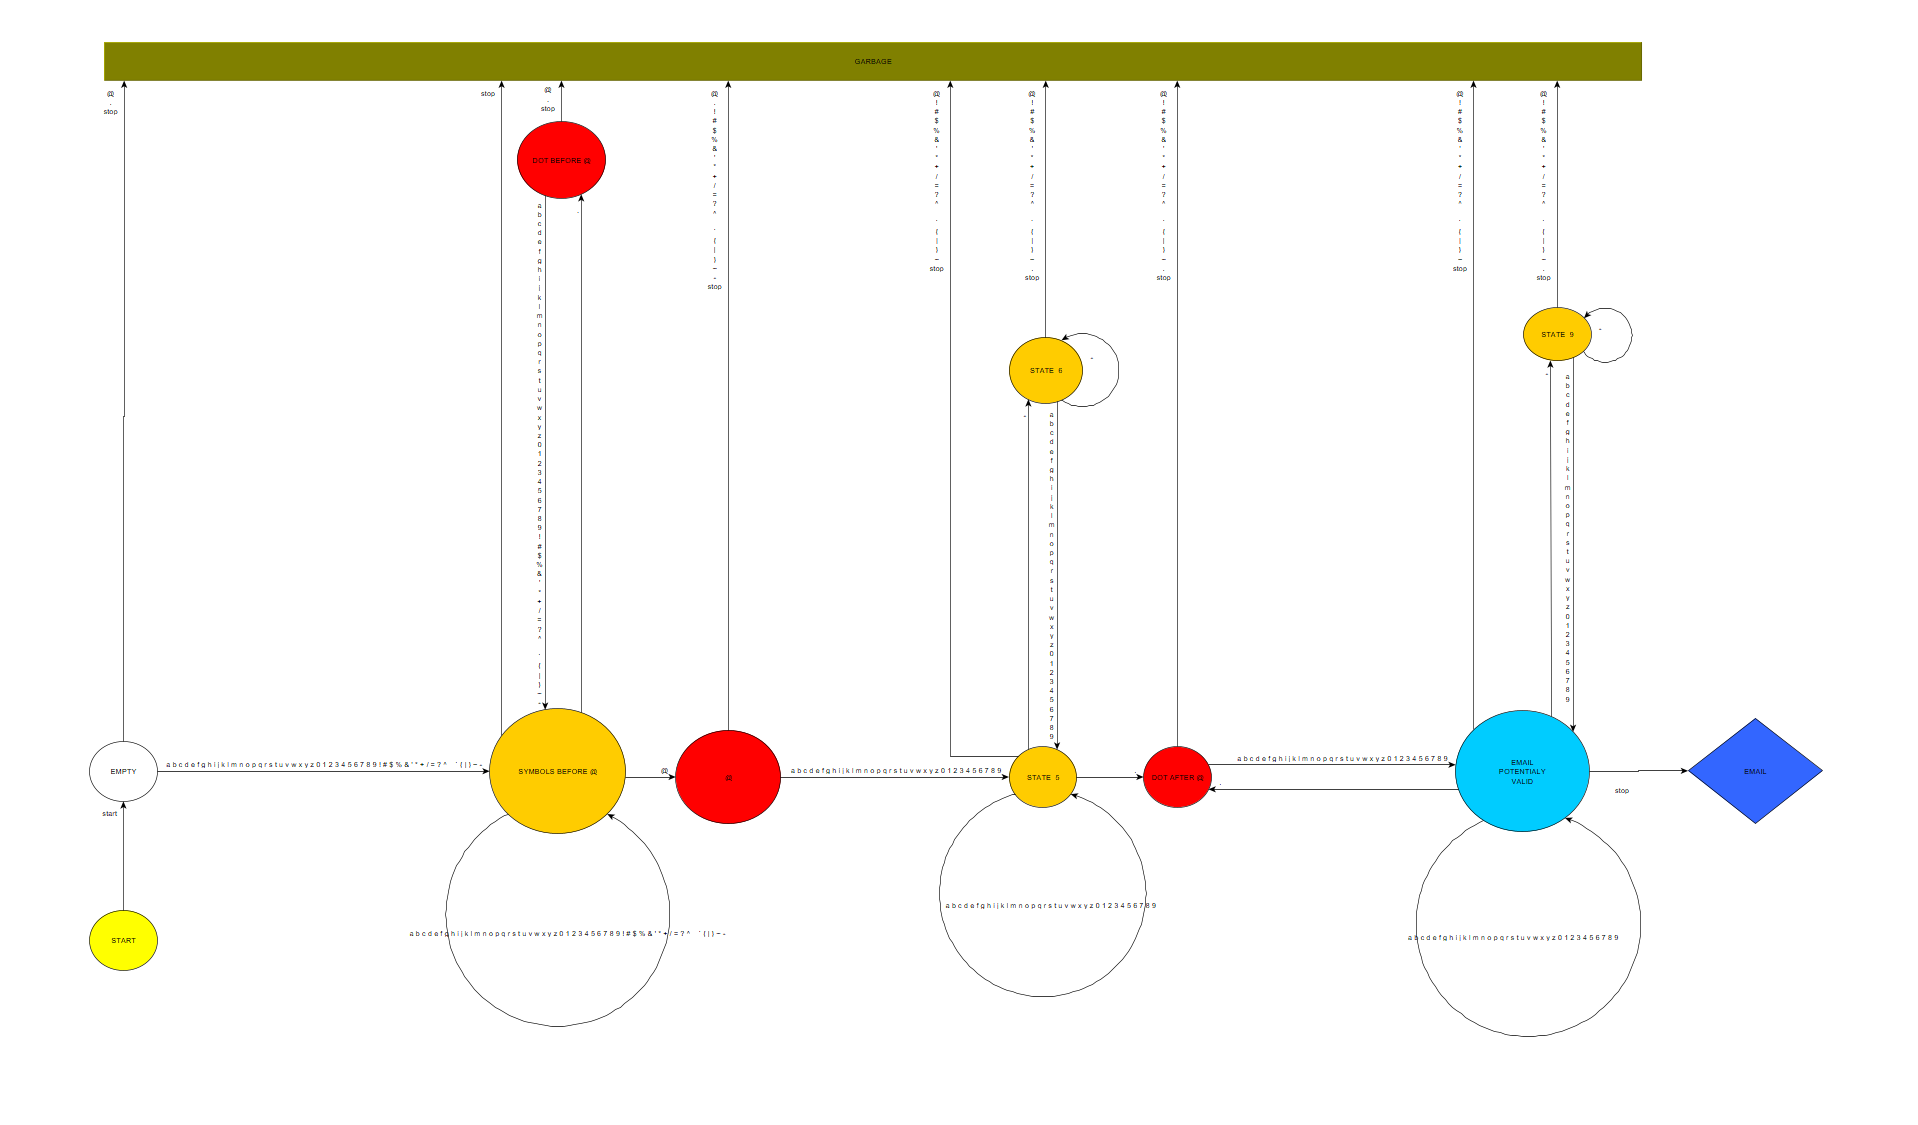 GARBAGE
@
.
stop
stop
@
.
stop
@
.
!
#
$
%
&
'
*
+
/
=
?
^
`
{
|
}
~
-
stop
@
!
#
$
%
&
'
*
+
/
=
?
^
`
{
|
}
~
stop
@
!
#
$
%
&
'
*
+
/
=
?
^
`
{
|
}
~
.
stop
@
!
#
$
%
&
'
*
+
/
=
?
^
`
{
|
}
~
.
stop
@
!
#
$
%
&
'
*
+
/
=
?
^
`
{
|
}
~
stop
@
!
#
$
%
&
'
*
+
/
=
?
^
`
{
|
}
~
.
stop
DOT BEFORE @
a
b
c
d
e
f
g
h
i
j
k
l
m
n
o
p
q
r
s
t
u
v
w
x
y
z
0
1
2
3
4
5
6
7
8
9
!
#
$
%
&
'
*
+
/
=
?
^
`
{
|
}
~
-
.
STATE 6
-
-
a
b
c
d
e
f
g
h
i
j
k
l
m
n
o
p
q
r
s
t
u
v
w
x
y
z
0
1
2
3
4
5
6
7
8
9
STATE 9
-
-
a
b
c
d
e
f
g
h
i
j
k
l
m
n
o
p
q
r
s
t
u
v
w
x
y
z
0
1
2
3
4
5
6
7
8
9
EMPTY
a b c d e f g h i j k l m n o p q r s t u v w x y z 0 1 2 3 4 5 6 7 8 9 ! # $ % & ' * + / = ? ^ ` { | } ~ -
SYMBOLS BEFORE @
@
@
a b c d e f g h i j k l m n o p q r s t u v w x y z 0 1 2 3 4 5 6 7 8 9
STATE 5
DOT AFTER @
a b c d e f g h i j k l m n o p q r s t u v w x y z 0 1 2 3 4 5 6 7 8 9
.
EMAIL
POTENTIALY
VALID
stop
EMAIL
start
START
a b c d e f g h i j k l m n o p q r s t u v w x y z 0 1 2 3 4 5 6 7 8 9 ! # $ % & ' * + / = ? ^ ` { | } ~ -
a b c d e f g h i j k l m n o p q r s t u v w x y z 0 1 2 3 4 5 6 7 8 9
a b c d e f g h i j k l m n o p q r s t u v w x y z 0 1 2 3 4 5 6 7 8 9